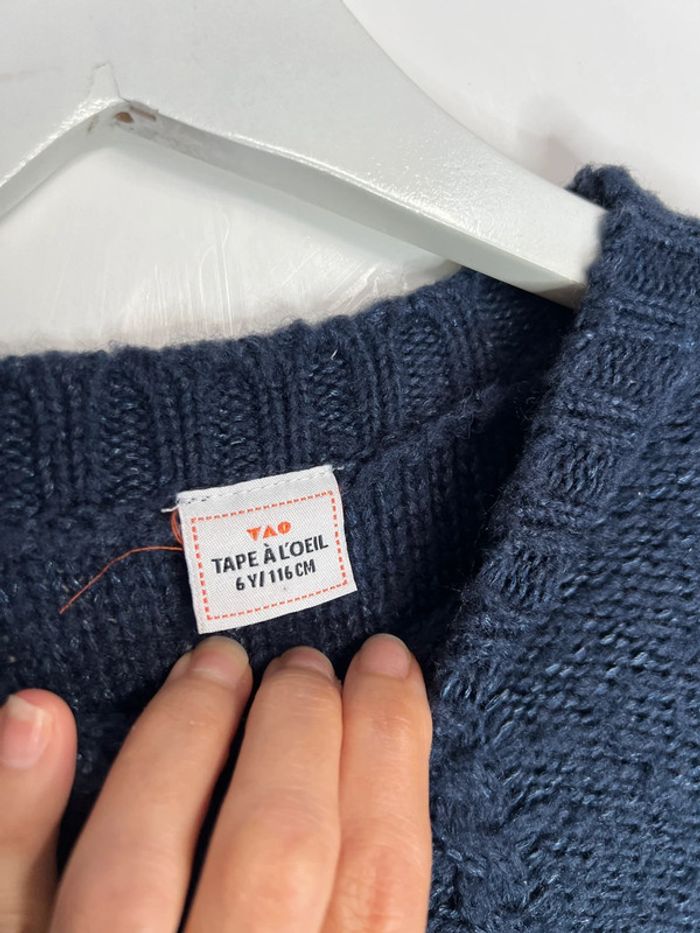 TAO
TAPE À L'OEIL
6 Y/116 CM